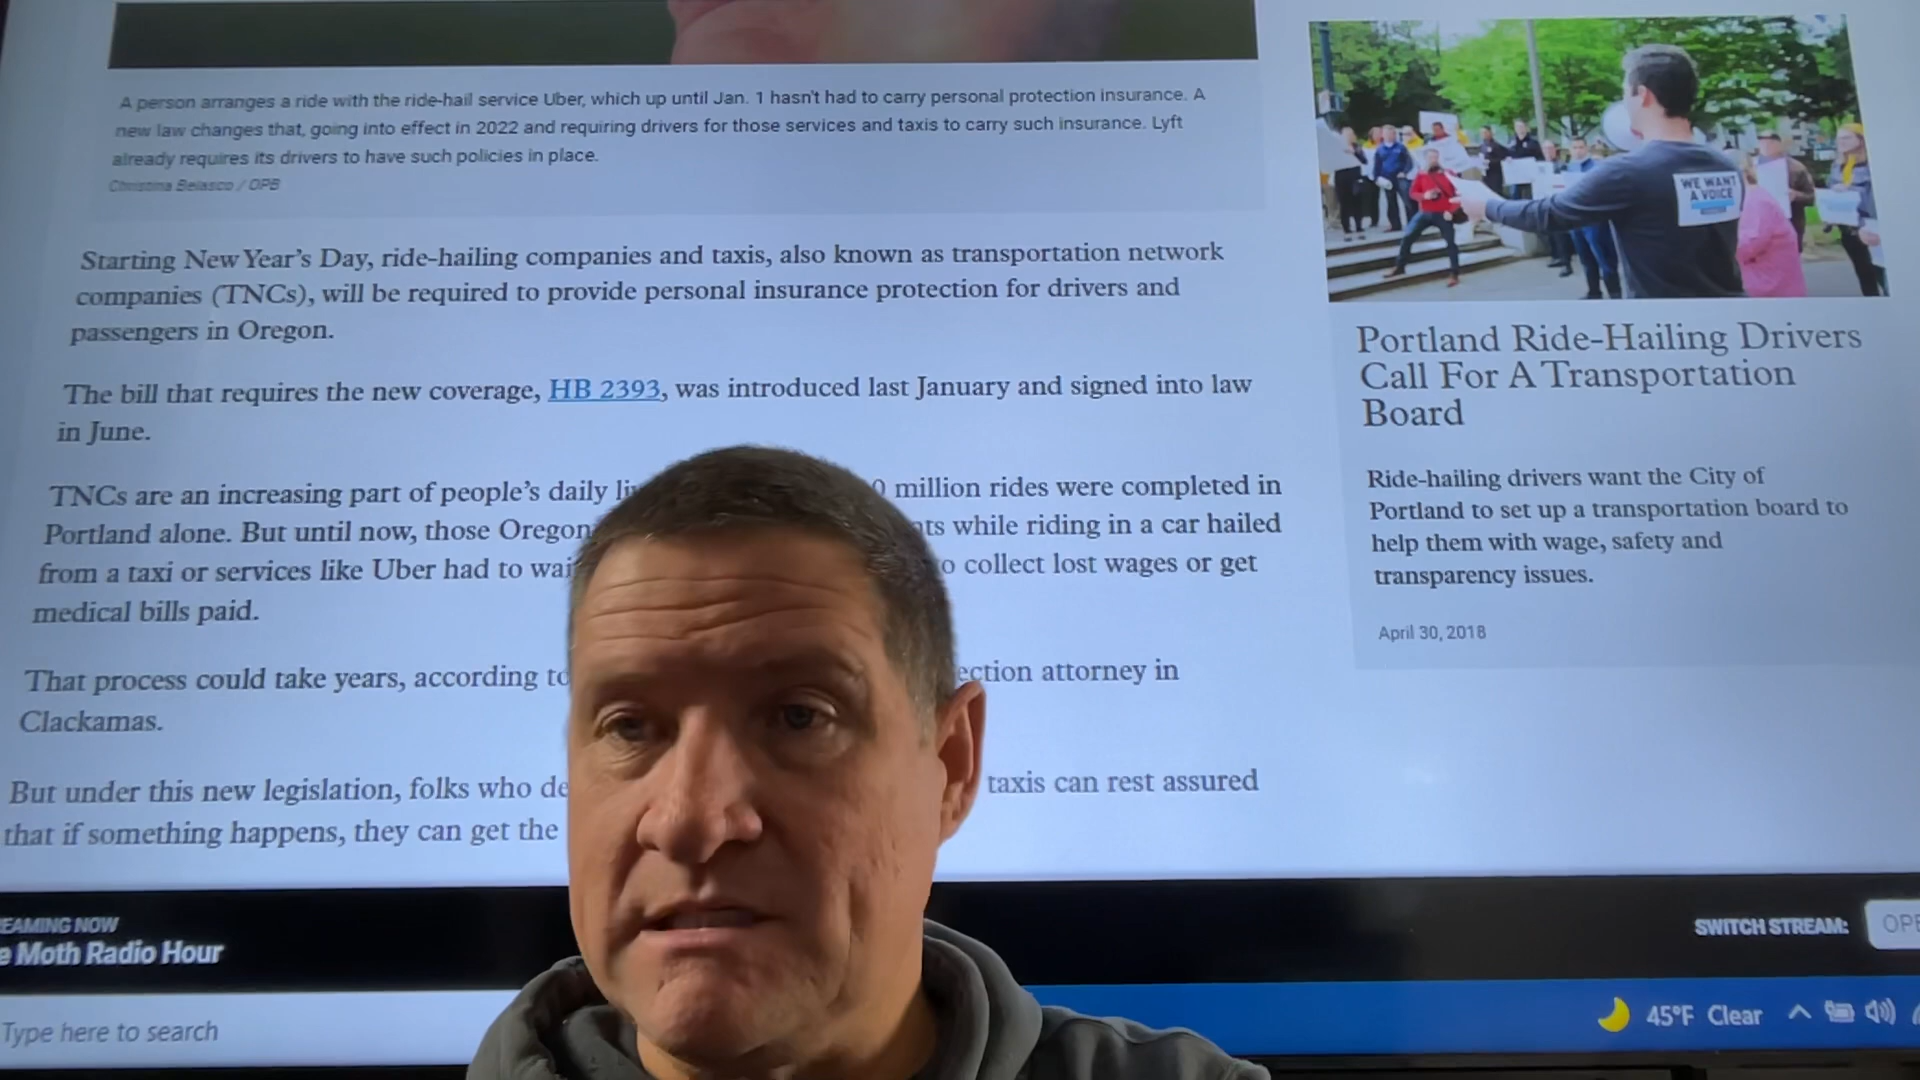 A person arranges a ride with the ride-hail service Uber, which up until Jan. 1 hasn't had to carry personal protection insurance. A
new law changes that, going into effect in 2022 and requiring drivers for those services and taxis to carry such insurance. Lyft
already requires its drivers to have such policies in place.
Christina Belasco / OPB
Starting New Year's Day, ride-hailing companies and taxis, also known as transportation network
companies (TNCs), will be required to provide personal insurance protection for drivers and
passengers in Oregon.
The bill that requires the new coverage, HB 2393, was introduced last January and signed into law
in June.
TNCs are an increasing part of people's daily million rides were completed in
Portland alone. But until now, those while riding in a car hailed
from a taxi or services like Uber had to collect lost wages or get
medical bills paid.
That process could take years, according attorney in
Clackamas.
But under this new legislation, folks who taxis can rest assured
that if something happens, they can get the
WE WANT
A VOICE
Portland Ride-Hailing Drivers
Call For A Transportation
Board
Ride-hailing drivers want the City of
Portland to set up a transportation board to
help them with wage, safety and
transparency issues.
April 30, 2018
NOW
Moth Radio Hour
SWITCH STREAM:
Type here to search
45°F Clear